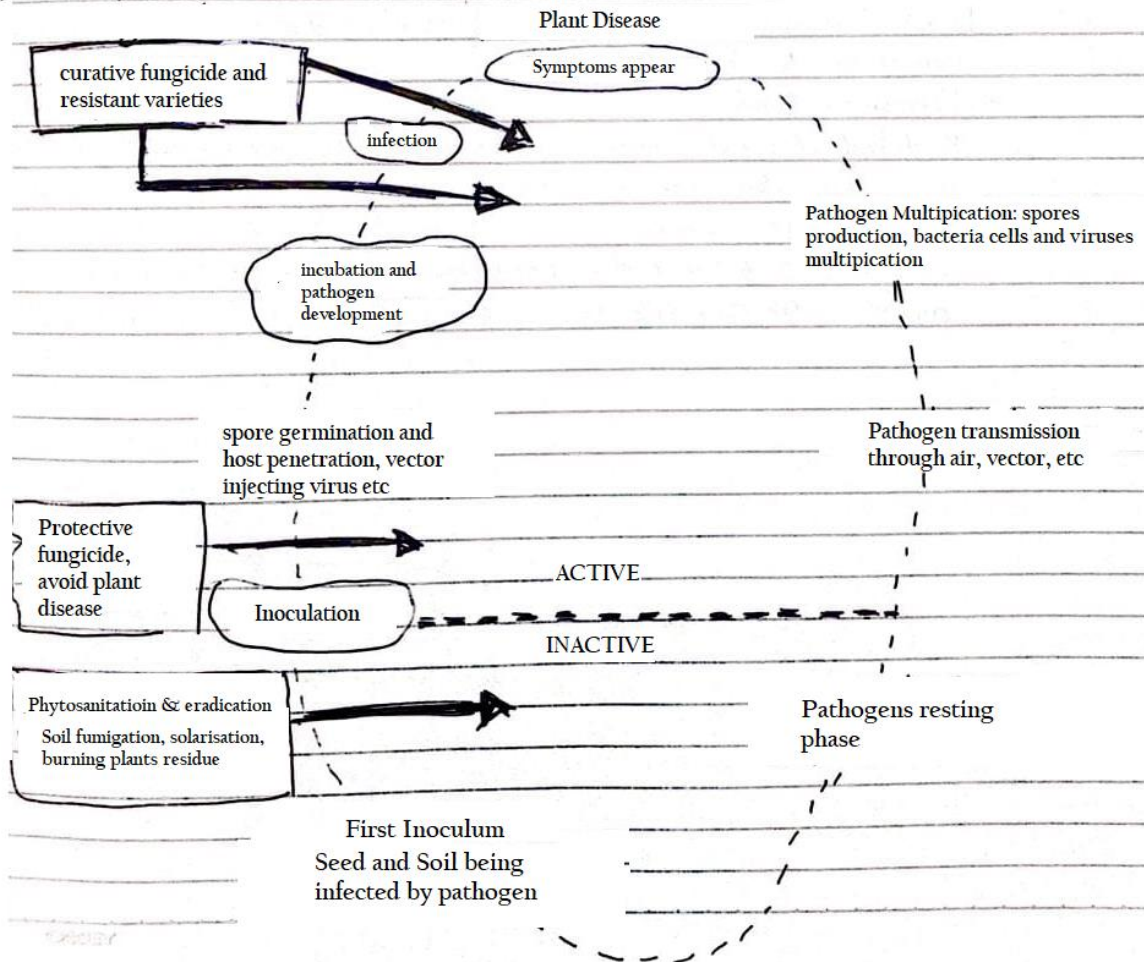 Plant Disease
Symptoms appear
curative fungicide and
resistant varieties
infection
Pathogen Multipication: spores
production, bacteria cells and viruses
multipication
incubation and
pathogen
development
spore germination and
host penetration, vector
injecting virus etc
Pathogen transmission
through air, vector, etc
Protective
fungicide,
avoid plant
disease
ACTIVE
Inoculation
INACTIVE
Phytosanitatioin & eradication
Soil fumigation, solarisation,
burning plants residue
Pathogens resting
phase
First Inoculum
Seed and Soil being
infected by pathogen